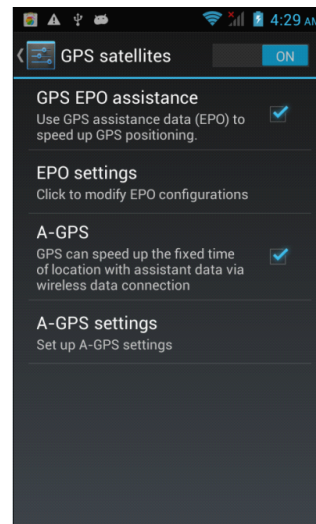 4:29 AM
GPS satellites
ON
GPS EPO assistance
Use GPS assistance data (EPO) to
speed up GPS positioning.
EPO settings
Click to modify EPO configurations
A-GPS
GPS can speed up the fixed time
of location with assistant data via
wireless data connection
A-GPS settings
Set up A-GPS settings